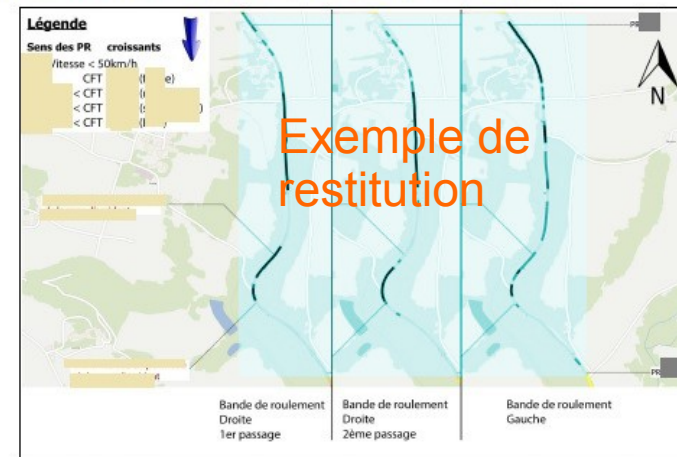 Légende
Sens des PR croissants
Vitesse < 50km/h
CFT
< CFT
< CFT
< CFT
PR
N
Exemple de
restitution
PR
Bande de roulement
Droite
1er passage
Bande de roulement
Droite
2ème passage
Bande de roulement
Gauche